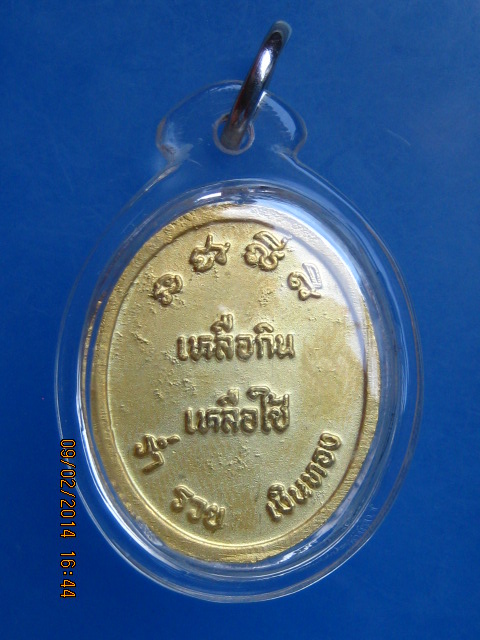 เหลือกิน
เหลือใช้
ร่ำ รวย เงินทอง
09/02/2014 16:44